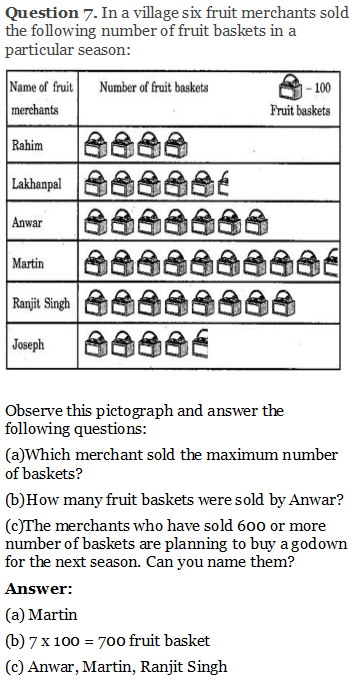 Question 7. In a village six fruit merchants sold
the following number of fruit baskets in a
particular season:
Name of fruit
merchants
Number of fruit baskets
- 100
Fruit baskets
Rahim
Lakhanpal
Anwar
Martin
Ranjit Singh
Joseph
Observe this pictograph and answer the
following questions:
(a)Which merchant sold the maximum number
of baskets?
(b)How many fruit baskets were sold by Anwar?
(c)The merchants who have sold 600 or more
number of baskets are planning to buy a godown
for the next season. Can you name them?
Answer:
(a) Martin
(b) 7 x 100 = 700 fruit basket
(c) Anwar, Martin, Ranjit Singh